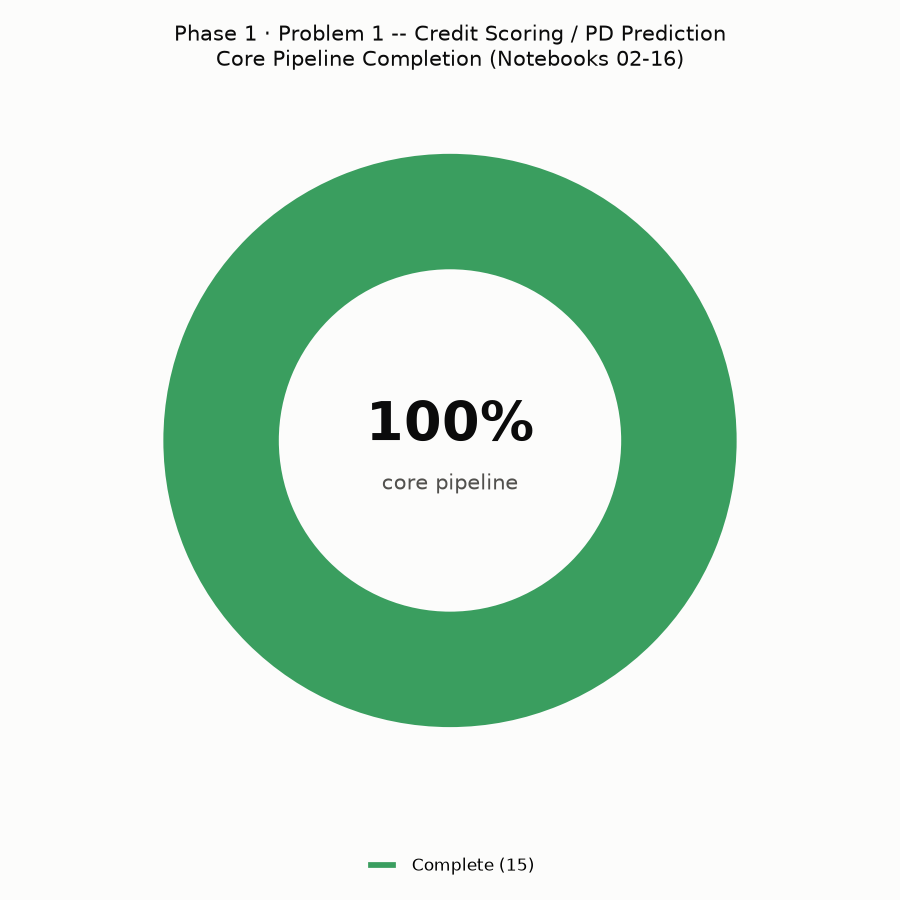 Phase 1 · Problem 1 -- Credit Scoring / PD Prediction
Core Pipeline Completion (Notebooks 02-16)
100%
core pipeline
Complete (15)